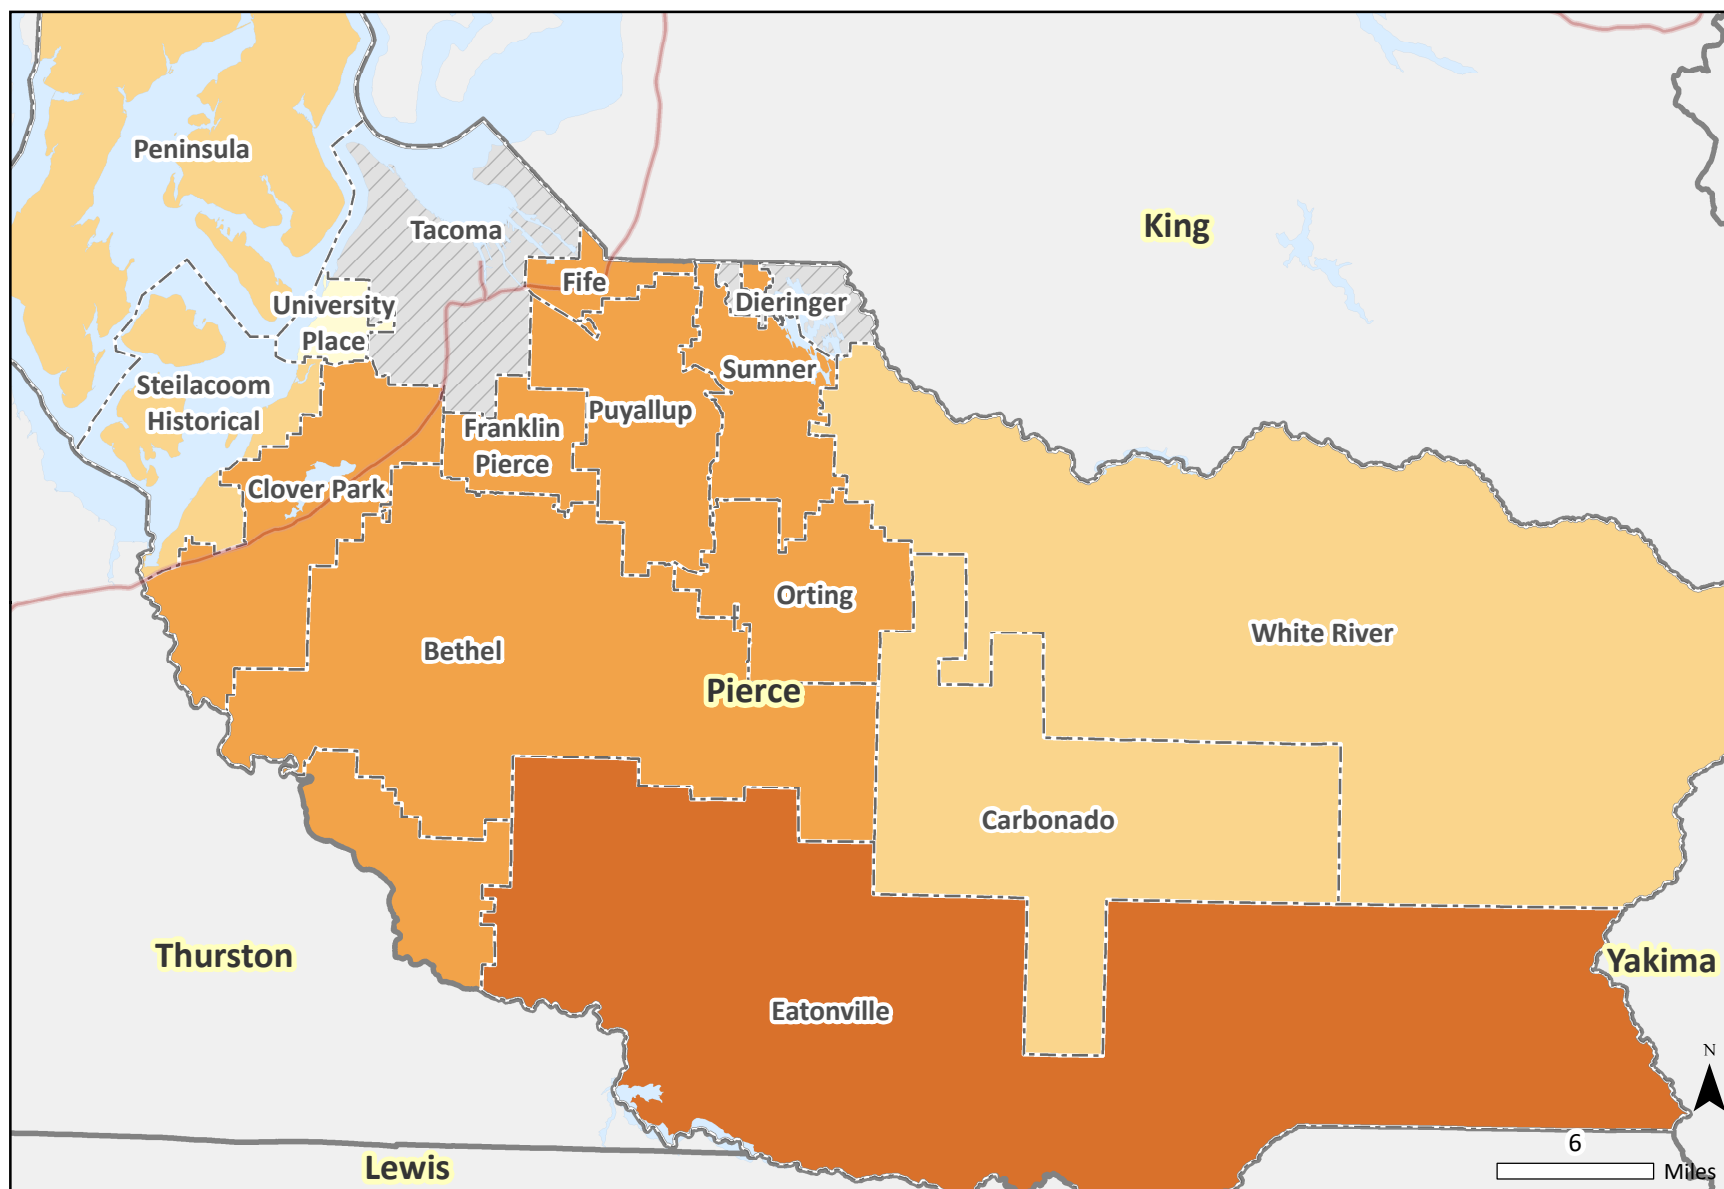 Peninsula
King
Tacoma
Fife
University
Place
Dieringer
Sumner
Steilacoom
Historical
Puyallup
Franklin
Pierce
Clover Park
Orting
White River
Bethel
Pierce
Carbonado
Thurston
Yakima
Eatonville
N
6
Miles
Lewis